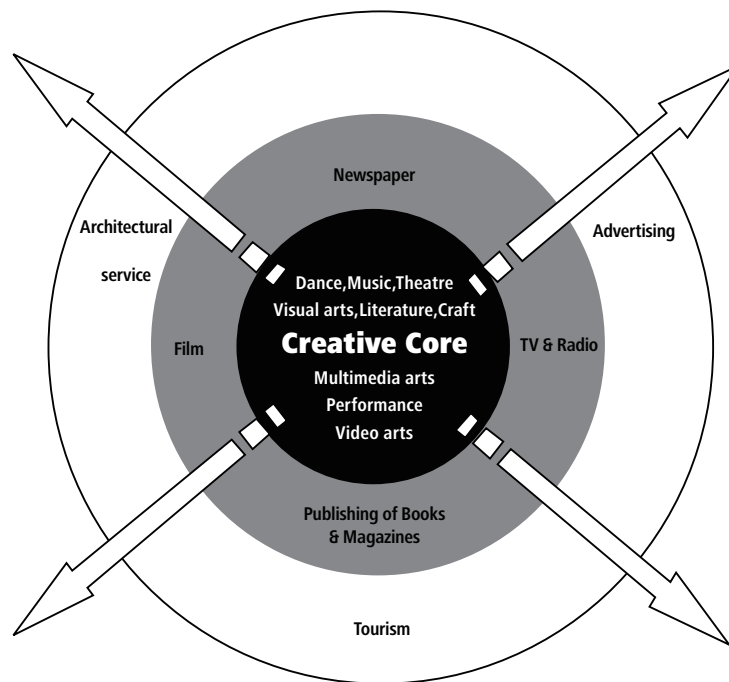 Newspaper
Architectural
service
Advertising
Dance,Music,Theatre
Visual arts,Literature,Craft
Creative Core
Film
TV & Radio
Multimedia arts
Performance
Video arts
Publishing of Books
& Magazines
Tourism